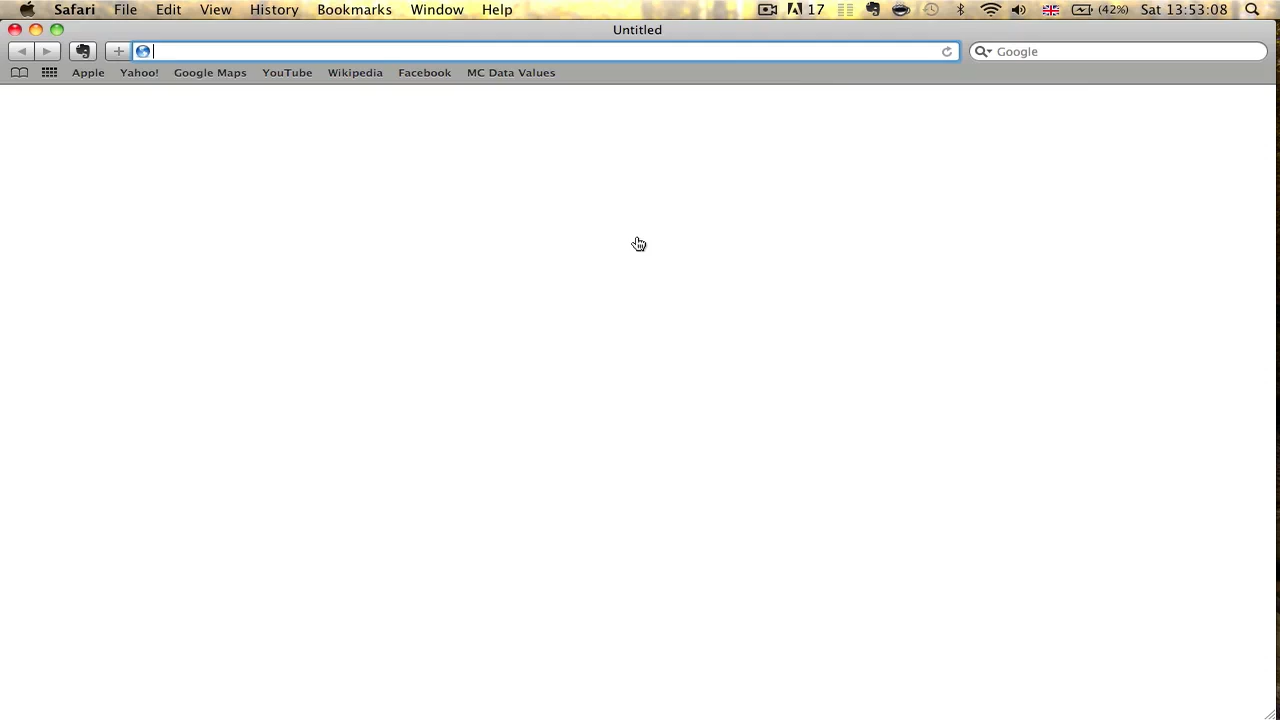 Safari File Edit View History Bookmarks Window Help 17 (42%) Sat 13:53:08
Untitled
Google
Apple Yahoo! Google Maps YouTube Wikipedia Facebook MC Data Values